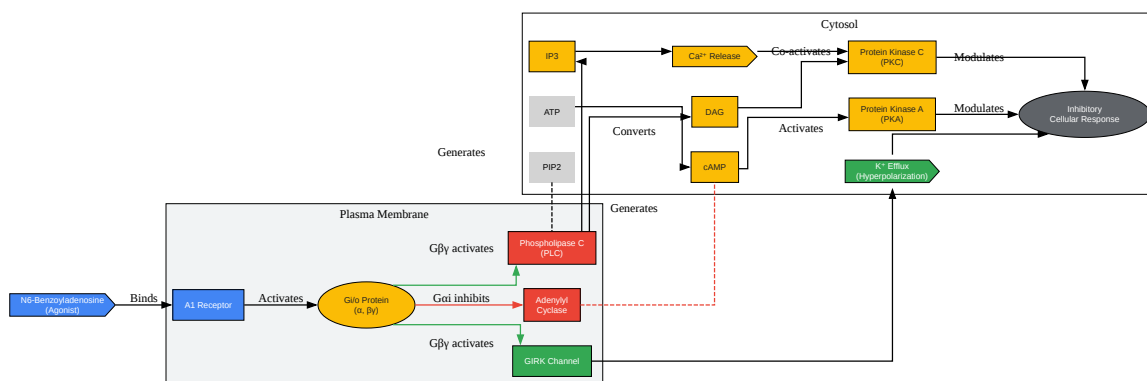 Cytosol
IP3
Ca²⁺ Release
Co-activates
Protein Kinase C
(PKC)
Modulates
ATP
DAG
Converts
Activates
Protein Kinase A
(PKA)
Modulates
Inhibitory
Cellular Response
Generates
PIP2
cAMP
K⁺ Efflux
(Hyperpolarization)
Generates
Plasma Membrane
Gβγ activates
Phospholipase C
(PLC)
N6-Benzoyladenosine
(Agonist)
Binds
A1 Receptor
Activates
Gi/o Protein
(α, βγ)
Gαi inhibits
Adenylyl
Cyclase
Gβγ activates
GIRK Channel